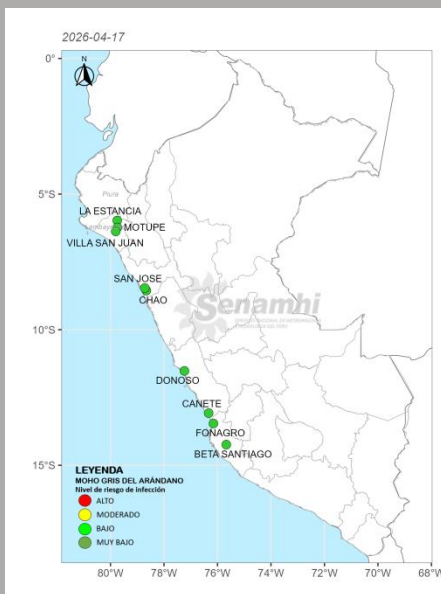 2026-04-17
N
0°
5°S
10°S
15°S
Piura
LA ESTANCIA
MOTUPE
VILLA SAN JUAN
SAN JOSE
CHAO
Senamhi
DONOSO
CANETE
FONAGRO
BETA SANTIAGO
LEYENDA
MOHO GRIS DEL ARÁNDANO
Nivel de riesgo de infección
ALTO
MODERADO
BAJO
MUY BAJO
80°W 78°W 76°W 74°W 72°W 70°W 68°W